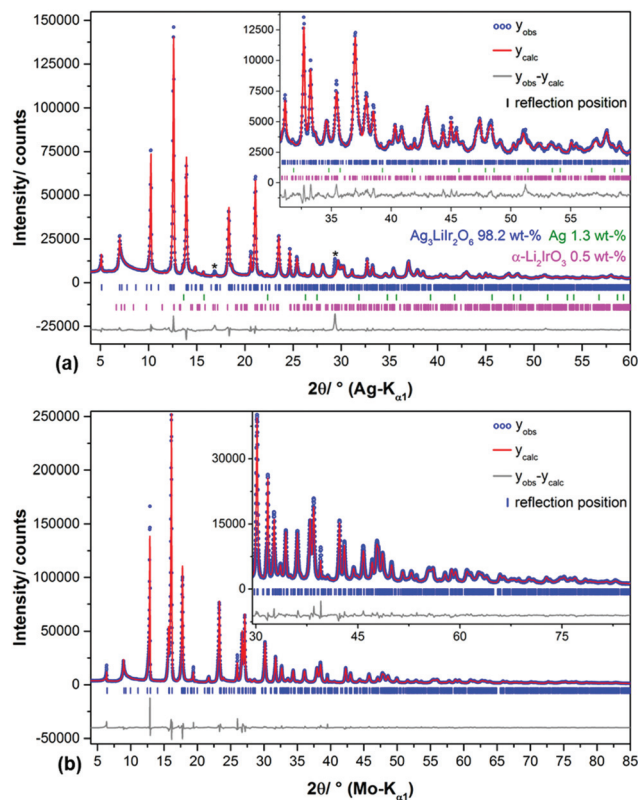 150000
125000
100000
75000
50000
25000
0
-25000
Intensity/ counts
12500
10000
7500
5000
2500
35 40 45 50 55
ooo y_obs
y_calc
y_obs-y_calc
I reflection position
Ag₃LiIr₂O₆ 98.2 wt-% Ag 1.3 wt-%
α-Li₂IrO₃ 0.5 wt-%
* *
5 10 15 20 25 30 35 40 45 50 55 60
(a)
2θ/ ° (Ag-K_α1)
250000
200000
150000
100000
50000
0
-50000
Intensity/ counts
30000
15000
0
30 45 60 75
ooo y_obs
y_calc
y_obs-y_calc
I reflection position
5 10 15 20 25 30 35 40 45 50 55 60 65 70 75 80 85
(b)
2θ/ ° (Mo-K_α1)